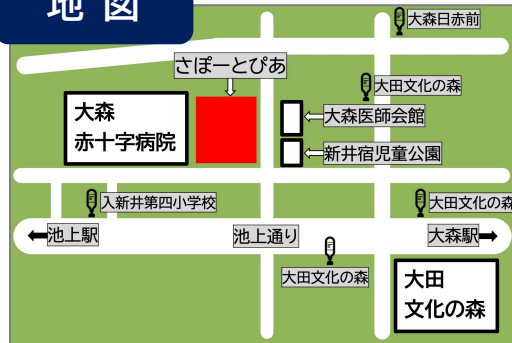 地図
大森日赤前
さぽーとぴあ
大田文化の森
大森
赤十字病院
大森医師会館
新井宿児童公園
入新井第四小学校
大田文化の森
←池上駅
池上通り
大森駅→
大田文化の森
大田
文化の森